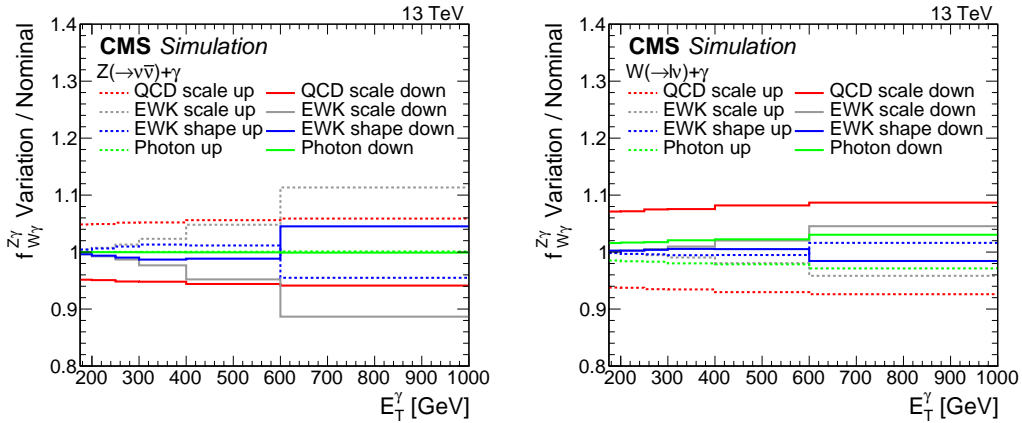 13 TeV
CMS Simulation
Z(→νν̅)+γ
QCD scale up QCD scale down
EWK scale up EWK scale down
EWK shape up EWK shape down
Photon up Photon down
f Zγ Wγ Variation / Nominal
1.4
1.3
1.2
1.1
1
0.9
0.8
200 300 400 500 600 700 800 900 1000
E_T^γ [GeV]
13 TeV
CMS Simulation
W(→lν)+γ
QCD scale up QCD scale down
EWK scale up EWK scale down
EWK shape up EWK shape down
Photon up Photon down
f Zγ Wγ Variation / Nominal
1.4
1.3
1.2
1.1
1
0.9
0.8
200 300 400 500 600 700 800 900 1000
E_T^γ [GeV]